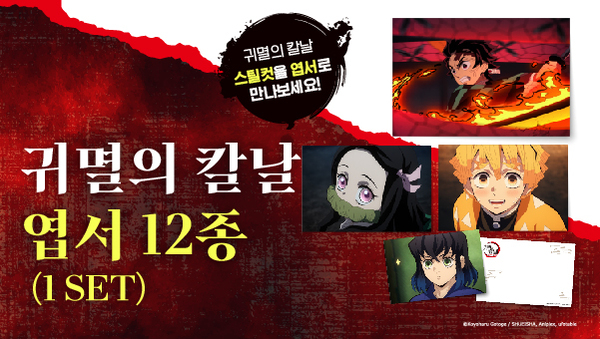 귀멸의 칼날
스틸컷을 엽서로
만나보세요!
귀멸의 칼날
엽서 12종
(1 SET)
©Koyoharu Gotoge / SHUEISHA, Aniplex, ufotable